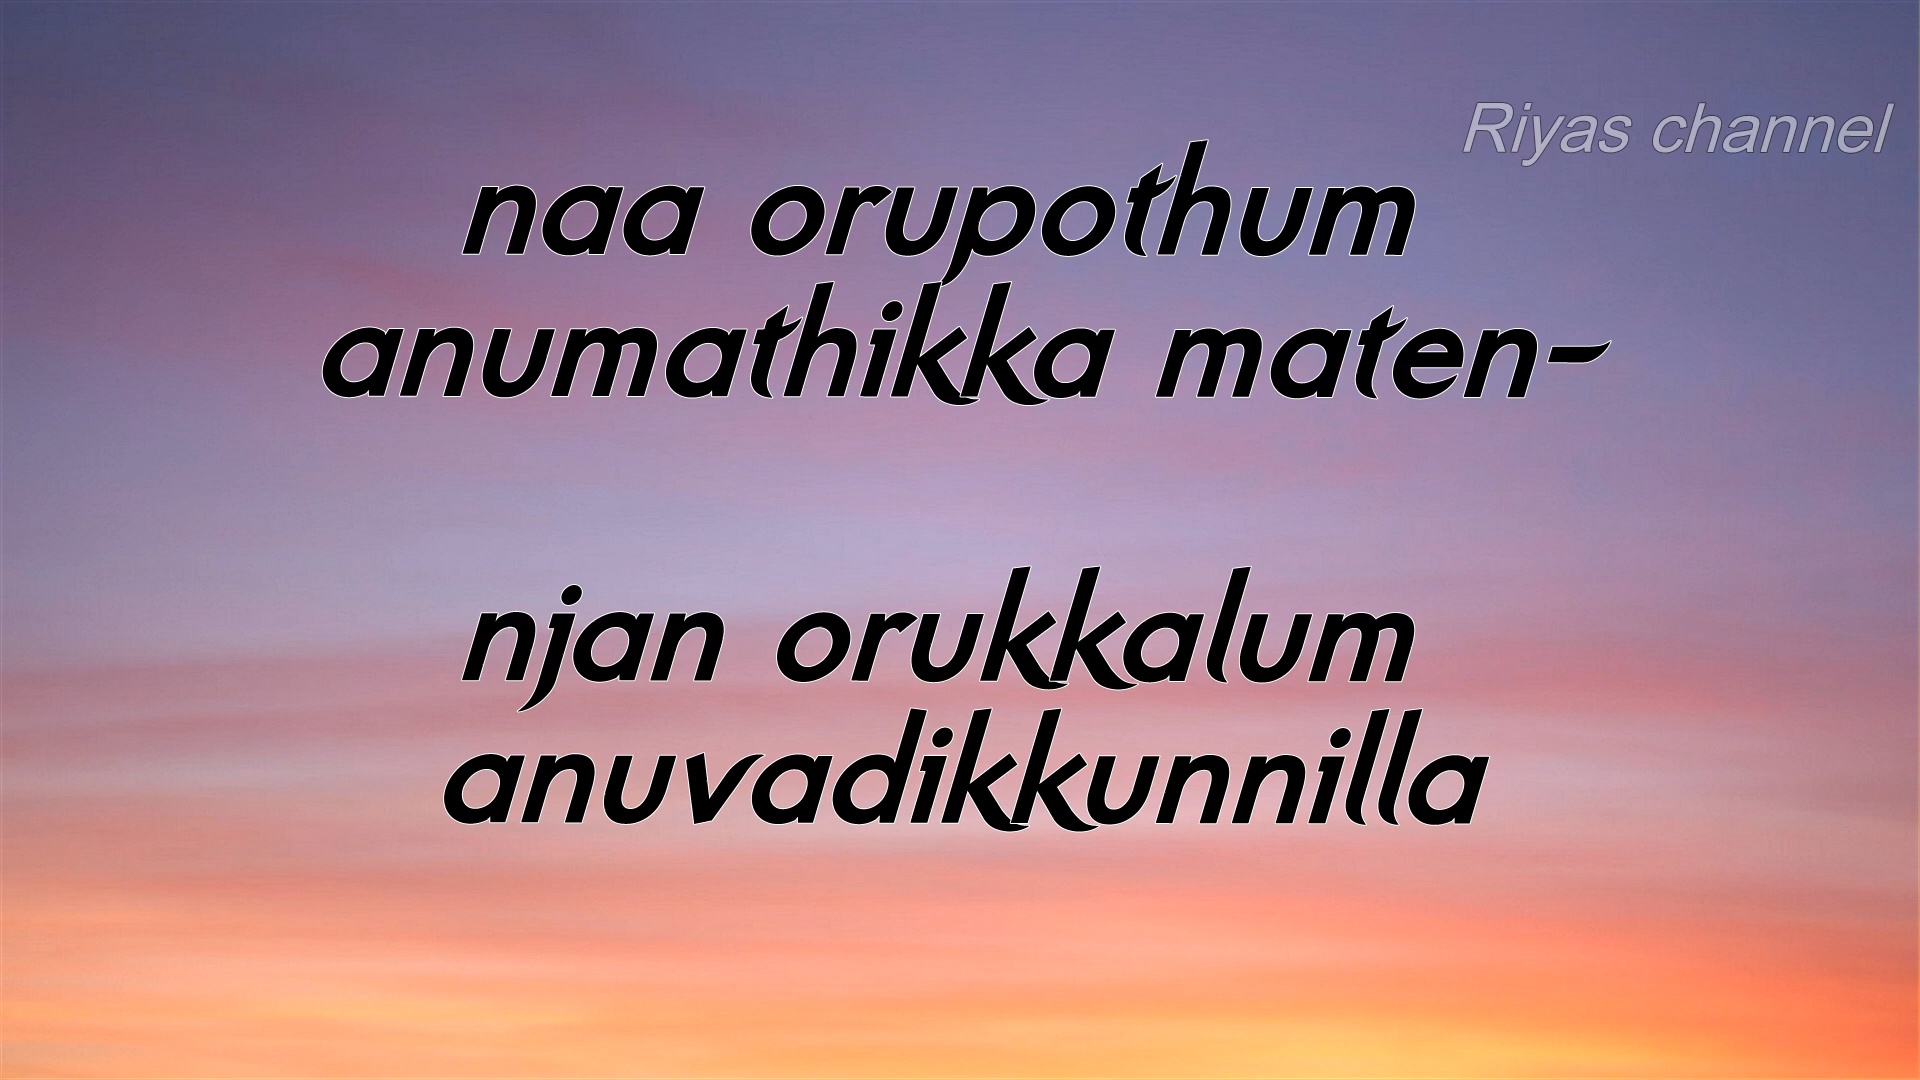 Riyas channel
naa orupothum
anumathikka maten-
njan orukkalum
anuvadikkunnilla